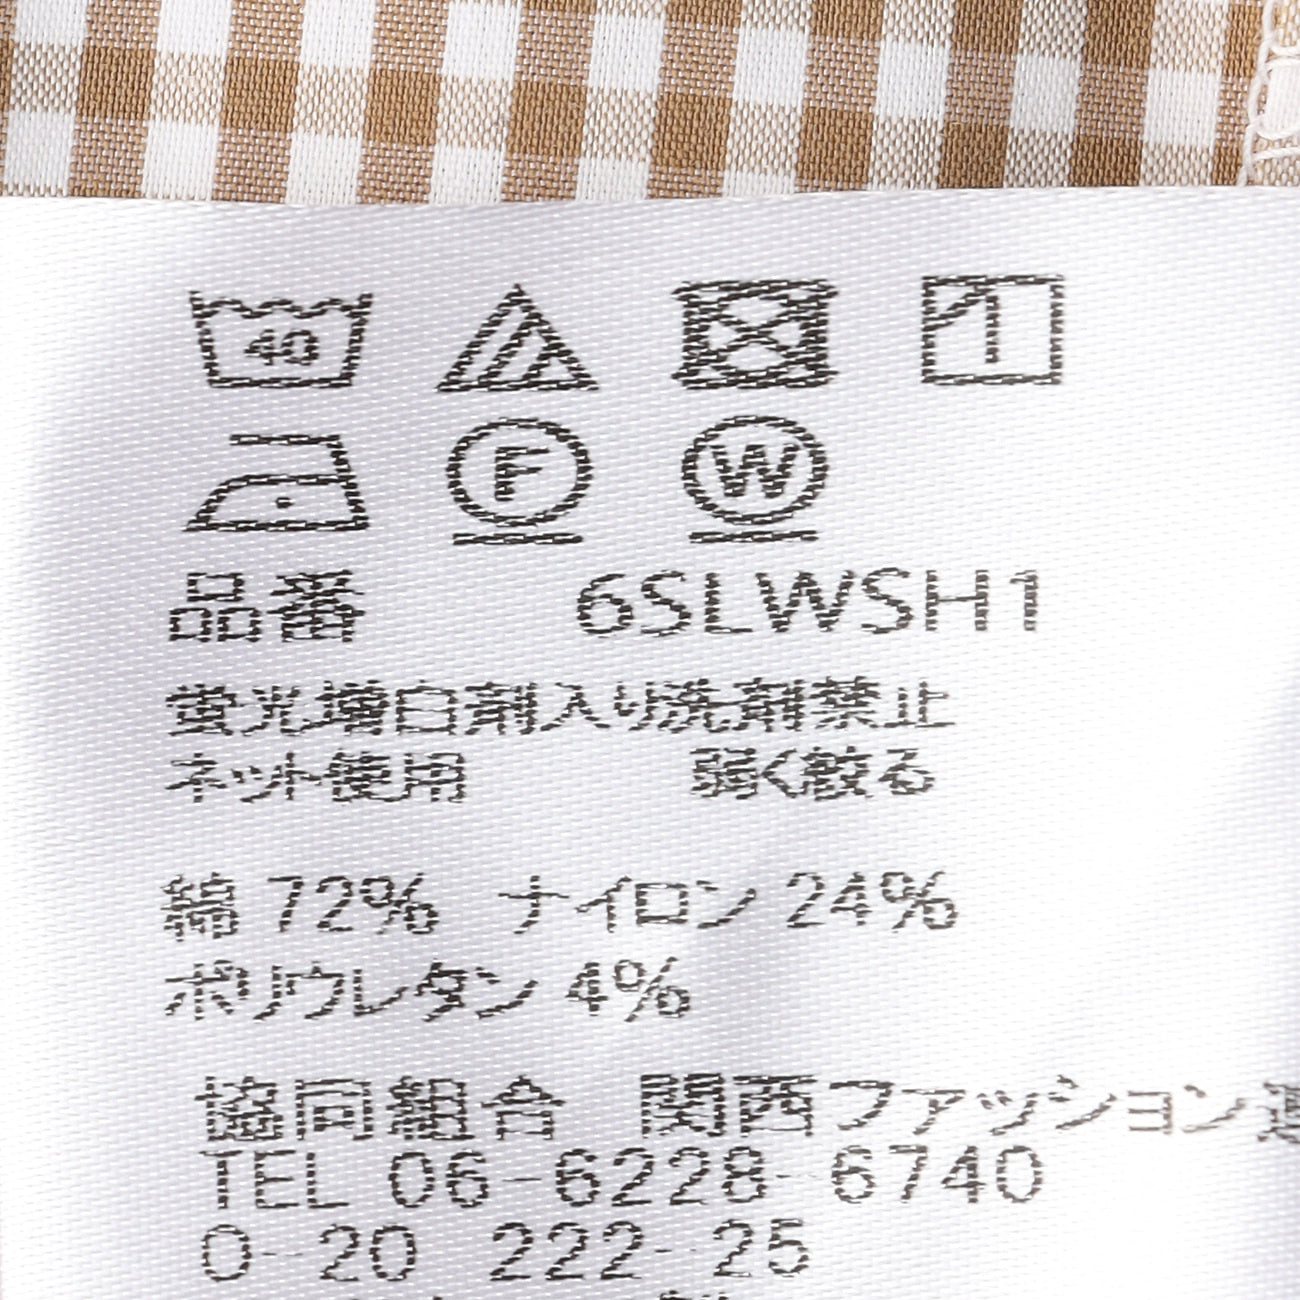 40
1
F
W
品番 6SLWSH1
蛍光増白剤入り洗剤禁止
ネット使用 弱く絞る
綿 72% ナイロン 24%
ポリウレタン 4%
協同組合 関西ファッション連
TEL 06-6228-6740
0-20 222-25